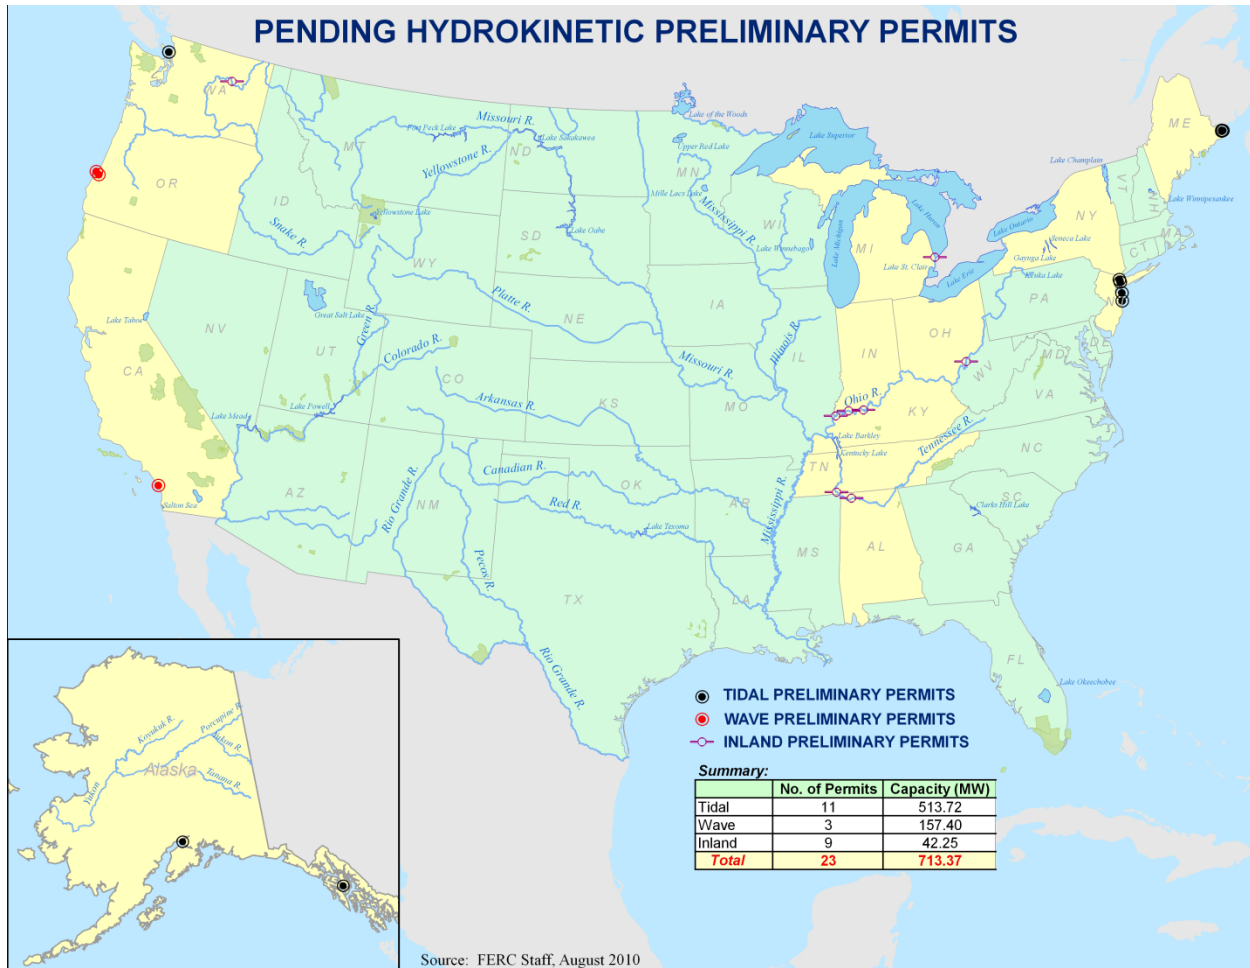 PENDING HYDROKINETIC PRELIMINARY PERMITS
WA
OR
CA
NV
ID
MT
WY
UT
AZ
CO
NM
ND
SD
NE
KS
OK
TX
MN
IA
MO
AR
LA
WI
IL
MI
IN
OH
KY
TN
MS
AL
GA
FL
SC
NC
VA
WV
MD
DE
PA
NY
VT
NH
MA
CT
ME
Missouri R.
Fort Peck Lake
Lake Sakakawea
Yellowstone R.
Yellowstone Lake
Snake R.
Lake Oahe
Lake of the Woods
Upper Red Lake
Mille Lacs Lake
Mississippi R.
Lake Superior
Lake Winnebago
Lake Michigan
Lake Huron
Lake St. Clair
Lake Erie
Lake Ontario
Lake Champlain
Lake Winnipesaukee
Seneca Lake
Cayuga Lake
Keuka Lake
Lake Tahoe
Great Salt Lake
Green R.
Platte R.
Colorado R.
Lake Powell
Lake Mead
Arkansas R.
Missouri R.
Illinois R.
Ohio R.
Lake Barkley
Kentucky Lake
Tennessee R.
Clarks Hill Lake
Salton Sea
Rio Grande R.
Canadian R.
Red R.
Lake Texoma
Mississippi R.
Pecos R.
Rio Grande R.
Lake Okeechobee
Koyukuk R.
Porcupine R.
Yukon R.
Tanana R.
Yukon
Alaska
TIDAL PRELIMINARY PERMITS
WAVE PRELIMINARY PERMITS
INLAND PRELIMINARY PERMITS
Summary:
No. of Permits Capacity (MW)
Tidal 11 513.72
Wave 3 157.40
Inland 9 42.25
Total 23 713.37
Source: FERC Staff, August 2010